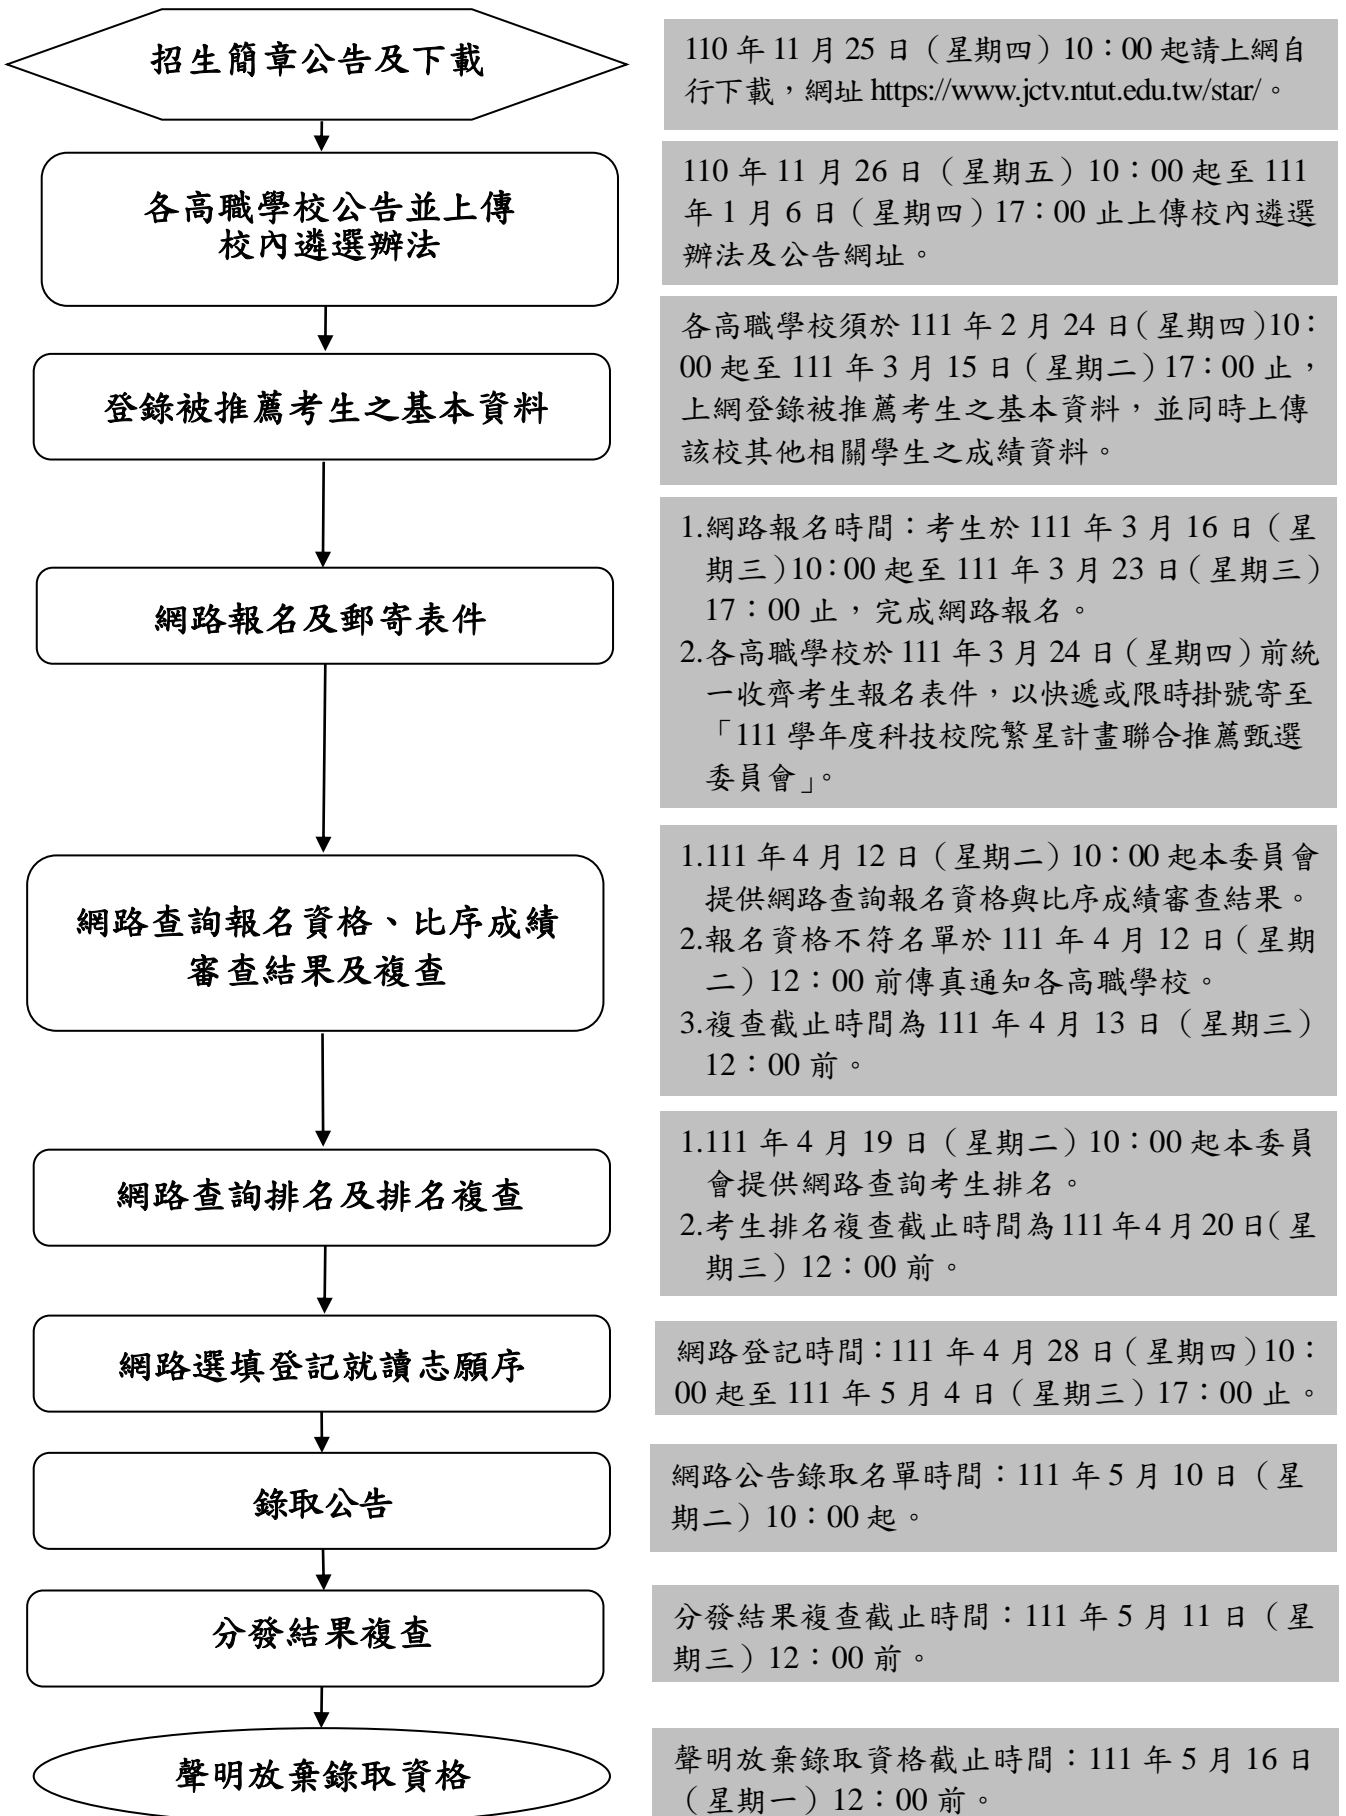 招生簡章公告及下載
110 年 11 月 25 日（星期四）10：00 起請上網自
行下載，網址 https://www.jctv.ntut.edu.tw/star/。
各高職學校公告並上傳
校內遴選辦法
110 年 11 月 26 日（星期五）10：00 起至 111
年 1 月 6 日（星期四）17：00 止上傳校內遴選
辦法及公告網址。
登錄被推薦考生之基本資料
各高職學校須於 111 年 2 月 24 日（星期四）10：
00 起至 111 年 3 月 15 日（星期二）17：00 止，
上網登錄被推薦考生之基本資料，並同時上傳
該校其他相關學生之成績資料。
網路報名及郵寄表件
1.網路報名時間：考生於 111 年 3 月 16 日（星
期三）10：00 起至 111 年 3 月 23 日（星期三）
17：00 止，完成網路報名。
2.各高職學校於 111 年 3 月 24 日（星期四）前統
一收齊考生報名表件，以快遞或限時掛號寄至
「111 學年度科技校院繁星計畫聯合推薦甄選
委員會」。
網路查詢報名資格、比序成績
審查結果及複查
1.111 年 4 月 12 日（星期二）10：00 起本委員會
提供網路查詢報名資格與比序成績審查結果。
2.報名資格不符名單於 111 年 4 月 12 日（星期
二）12：00 前傳真通知各高職學校。
3.複查截止時間為 111 年 4 月 13 日（星期三）
12：00 前。
網路查詢排名及排名複查
1.111 年 4 月 19 日（星期二）10：00 起本委員
會提供網路查詢考生排名。
2.考生排名複查截止時間為 111 年 4 月 20 日（星
期三）12：00 前。
網路選填登記就讀志願序
網路登記時間：111 年 4 月 28 日（星期四）10：
00 起至 111 年 5 月 4 日（星期三）17：00 止。
錄取公告
網路公告錄取名單時間：111 年 5 月 10 日（星
期二）10：00 起。
分發結果複查
分發結果複查截止時間：111 年 5 月 11 日（星
期三）12：00 前。
聲明放棄錄取資格
聲明放棄錄取資格截止時間：111 年 5 月 16 日
（星期一）12：00 前。